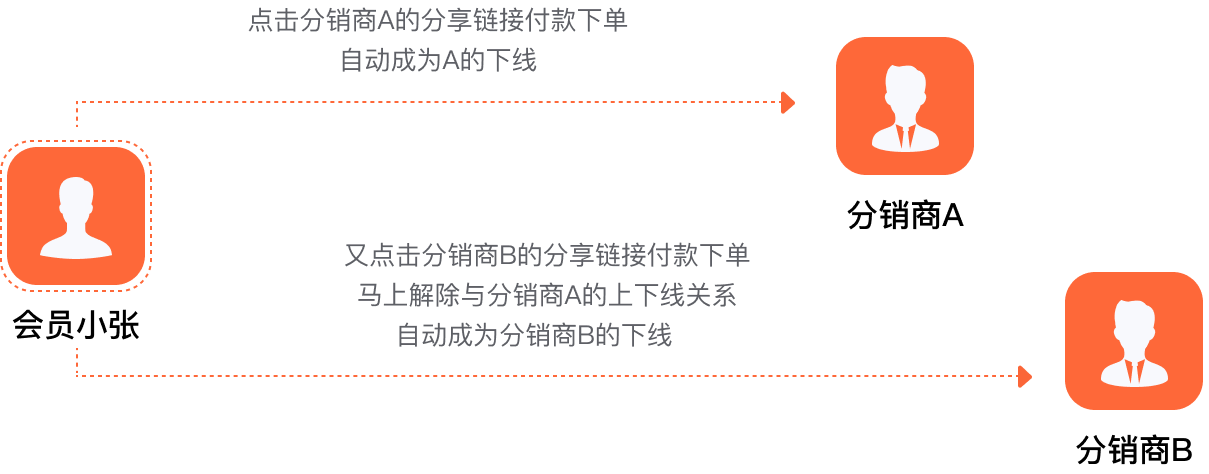 点击分销商A的分享链接付款下单
自动成为A的下线
分销商A
又点击分销商B的分享链接付款下单
马上解除与分销商A的上下线关系
自动成为分销商B的下线
会员小张
分销商B